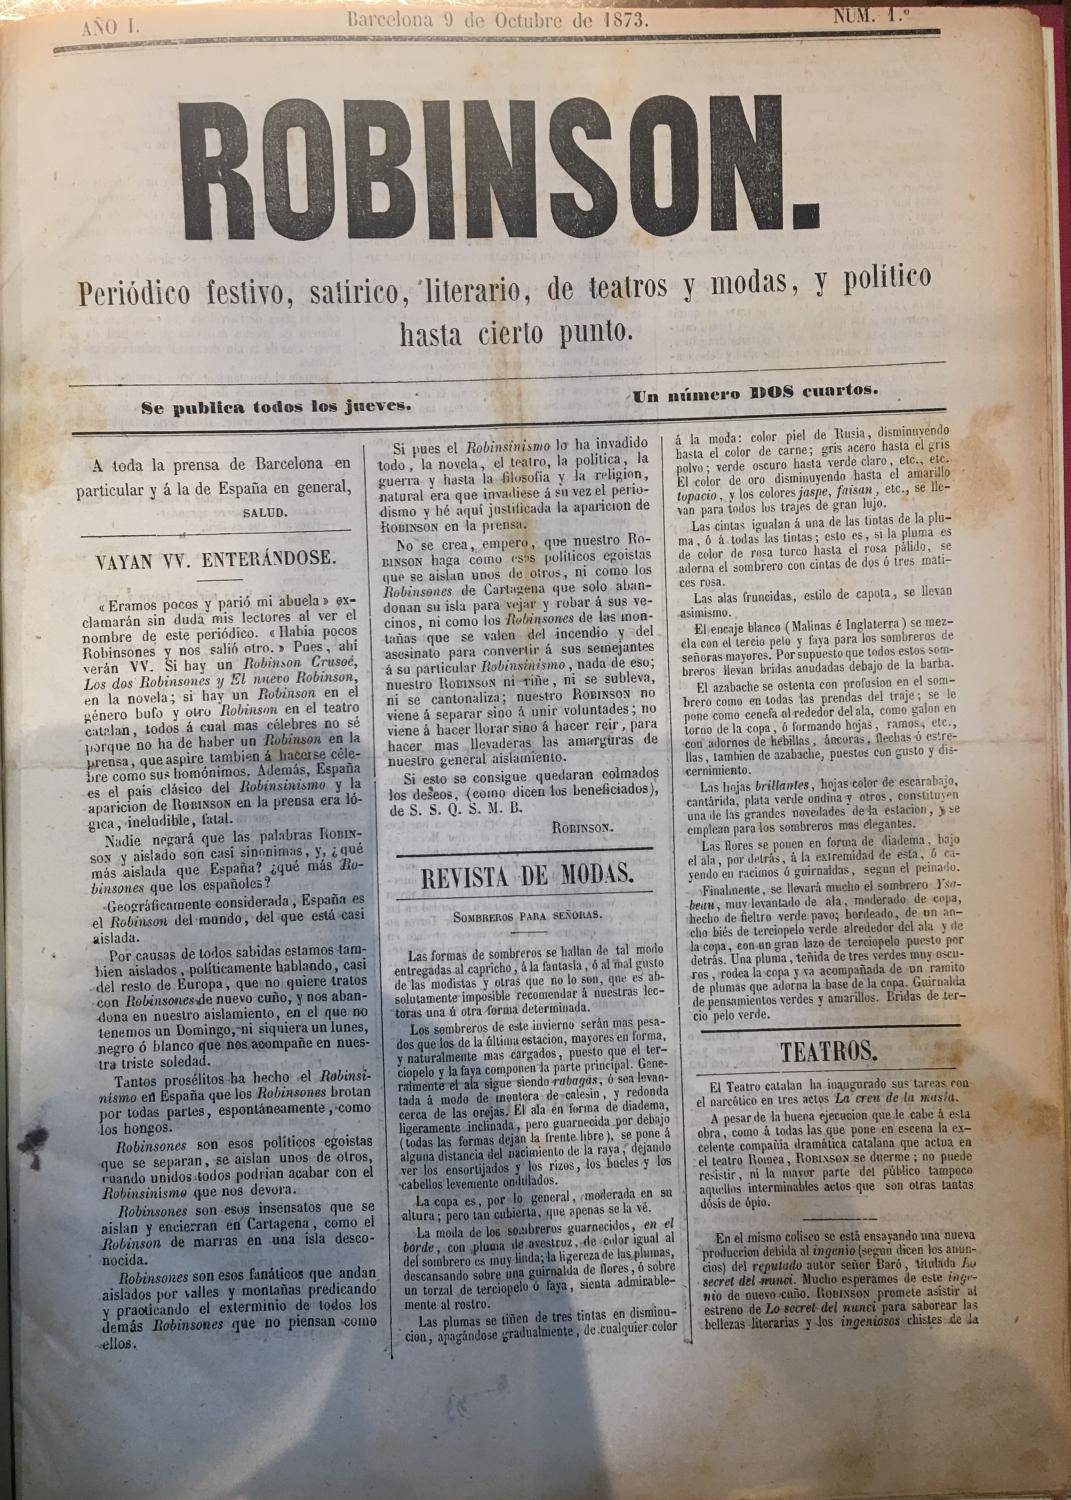 AÑO I.
Barcelona 9 de Octubre de 1873.
NUM. 1.º
ROBINSON.
Periódico festivo, satírico, literario, de teatros y modas, y político
hasta cierto punto.
Se publica todos los jueves.
Un número DOS cuartos.
A toda la prensa de Barcelona en
particular y á la de España en general,
SALUD.
VAYAN VV. ENTERÁNDOSE.
« Eramos pocos y parió mi abuela » ex-
clamarán sin duda mis lectores al ver el
nombre de este periódico. « Habia pocos
Robinsones y nos salió otro. » Pues, ahi
verán VV. Si hay un Robinson Crusoé,
Los dos Robinsones y El nuevo Robinson,
en la novela; si hay un Robinson en el
género bufo y otro Robinson en el teatro
catalan, todos á cual mas célebres no sé
porque no ha de haber un Robinson en la
prensa, que aspire tambien á hacerse céle-
bre como sus homónimos. Además, España
es el país clásico del Robinsinismo y la
aparicion de ROBINSON en la prensa era ló-
gica, ineludible, fatal.
Nadie negará que las palabras ROBIN-
SON y aislado son casi sinónimas, y, ¿qué
más aislada que España? ¿qué más Ro-
binsones que los españoles?
Geográficamente considerada, España es
el Robinson del mundo, del que está casi
aislada.
Por causas de todos sabidas estamos tam-
bien aislados, políticamente hablando, casi
del resto de Europa, que no quiere tratos
con Robinsones de nuevo cuño, y nos aban-
dona en nuestro aislamiento, en el que no
tenemos un Domingo, ni siquiera un lunes,
negro ó blanco que nos acompañe en nues-
tra triste soledad.
Tantos prosélitos ha hecho el Robinsi-
nismo en España que los Robinsones brotan
por todas partes, espontáneamente, como
los hongos.
Robinsones son esos políticos egoistas
que se separan, se aislan unos de otros,
cuando unidos todos podrian acabar con el
Robinsinismo que nos devora.
Robinsones son esos insensatos que se
aislan y encierran en Cartagena, como el
Robinson de marras en una isla desco-
nocida.
Robinsones son esos fanáticos que andan
aislados por valles y montañas predicando
y practicando el exterminio de todos los
demás Robinsones que no piensan como
ellos.
Si pues el Robinsinismo lo ha invadido
todo, la novela, el teatro, la política, la
guerra y hasta la filosofía y la religion,
natural era que invadiese á su vez el perio-
dismo y hé aquí justificada la aparicion de
ROBINSON en la prensa.
No se crea, empero, que nuestro RO-
BINSON haga como esos políticos egoistas
que se aislan unos de otros, ni como los
Robinsones de Cartagena que solo aban-
donan su isla para vejar y robar á sus ve-
cinos, ni como los Robinsones de las mon-
tañas que se valen del incendio y del
asesinato para convertir á sus semejantes
á su particular Robinsinismo, nada de eso;
nuestro ROBINSON ni riñe, ni se subleva,
ni se cantonaliza; nuestro ROBINSON no
viene á separar sino á unir voluntades; no
viene á hacer llorar sino á hacer reir, para
hacer mas llevaderas las amarguras de
nuestro general aislamiento.
Si esto se consigue quedaran colmados
los deseos, (como dicen los beneficiados),
de S. S. Q. S. M. B.
ROBINSON.
REVISTA DE MODAS.
SOMBREROS PARA SEÑORAS.
Las formas de sombreros se hallan de tal modo
entregadas al capricho, á la fantasia, ó al mal gusto
de las modistas y otras que no lo son, que es ab-
solutamente imposible recomendar á nuestras lec-
toras una ú otra forma determinada.
Los sombreros de este invierno serán mas pesa-
dos que los de la última estacion, mayores en forma,
y naturalmente mas cargados, puesto que el ter-
ciopelo y la faya componen la parte principal. Gene-
ralmente el ala sigue siendo rabagas, ó sea levan-
tada á modo de montera de calesin, y redonda
cerca de las orejas. El ala en forma de diadema,
ligeramente inclinada, pero guarnecida por debajo
(todas las formas dejan la frente libre), se pone á
alguna distancia del nacimiento de la raya, dejando
ver los ensortijados y los rizos, los bucles y los
cabellos levemente ondulados.
La copa es, por lo general, moderada en su
altura; pero tan cubierta, que apenas se la vé.
La moda de los sombreros guarnecidos, en el
borde, con pluma de avestruz, de color igual al
del sombrero es muy linda; la ligereza de las plumas,
descansando sobre una guirnalda de flores, ó sobre
un torzal de terciopelo ó faya, sienta admirable-
mente al rostro.
Las plumas se tiñen de tres tintas en disminu-
cion, apagándose gradualmente, de cualquier color
á la moda: color piel de Rusia, disminuyendo
hasta el color de carne; gris acero hasta el gris
polvo; verde oscuro hasta verde claro, etc., etc.
El color de oro disminuyendo hasta el amarillo
topacio, y los colores jaspe, faisan, etc., se lle-
van para todos los trajes de gran lujo.
Las cintas igualan á una de las tintas de la plu-
ma, ó á todas las tintas; esto es, si la pluma es
de color de rosa turco hasta el rosa pálido, se
adorna el sombrero con cintas de dos ó tres mati-
ces rosa.
Las alas fruncidas, estilo de capota, se llevan
asimismo.
El encaje blanco (Malinas é Inglaterra) se mez-
cla con el tercio pelo y faya para los sombreros de
señoras mayores. Por supuesto que todos estos som-
breros llevan bridas anudadas debajo de la barba.
El azabache se ostenta con profusion en el som-
brero como en todas las prendas del traje; se le
pone como cenefa al rededor del ala, como galon en
torno de la copa, ó formando hojas, ramos, etc.,
con adornos de hebillas, áncoras, flechas ó estre-
llas, tambien de azabache, puestos con gusto y dis-
cernimiento.
Las hojas brillantes, hojas color de escarabajo,
cantárida, plata verde ondina y otros, constituyen
una de las grandes novedades de la estacion, y se
emplean para los sombreros mas elegantes.
Las flores se ponen en forma de diadema, bajo
el ala, por detrás, á la extremidad de esta, ó ca-
yendo en racimos ó guirnaldas, segun el peinado.
Finalmente, se llevará mucho el sombrero Ysa-
beau, muy levantado de ala, moderado de copa,
hecho de fieltro verde pavo; bordeado, de un an-
cho biés de terciopelo verde alrededor del ala y de
la copa, con un gran lazo de terciopelo puesto por
detrás. Una pluma, teñida de tres verdes muy oscu-
ros, rodea la copa y va acompañada de un ramito
de plumas que adorna la base de la copa. Guirnalda
de pensamientos verdes y amarillos. Bridas de ter-
cio pelo verde.
TEATROS.
El Teatro catalan ha inaugurado sus tareas con
el narcótico en tres actos La creu de la masía.
A pesar de la buena ejecucion que le cabe á esta
obra, como á todas las que pone en escena la ex-
celente compañia dramática catalana que actua en
el teatro Romea, ROBINSON se duerme; no puede
resistir, ni la mayor parte del público tampoco
aquellos interminables actos que son otras tantas
dósis de ópio.
En el mismo coliseo se está ensayando una nueva
produccion debida al ingenio (segun dicen los anun-
cios) del reputado autor señor Baró, titulada Lo
secret del nunci. Mucho esperamos de este inge-
nio de nuevo cuño. ROBINSON promete asistir al
estreno de Lo secret del nunci para saborear las
bellezas literarias y los ingeniosos chistes de la